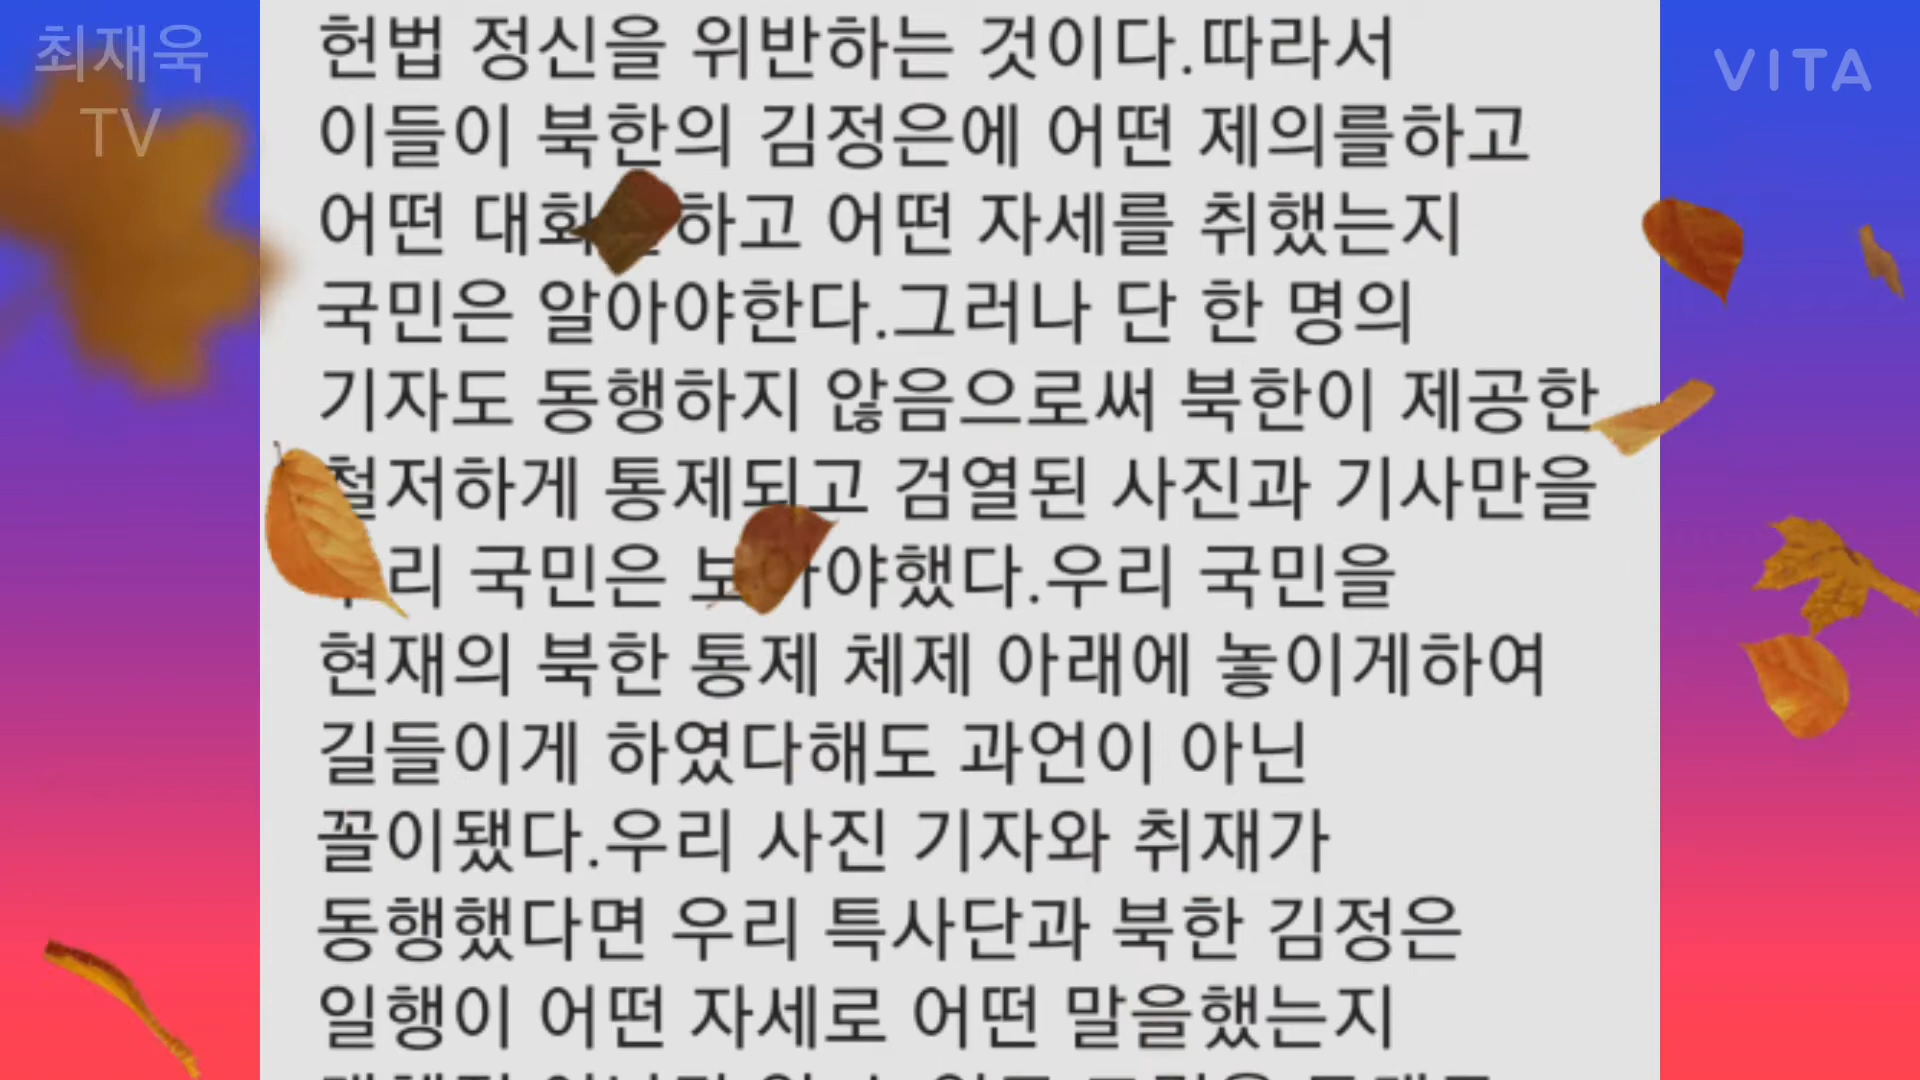 최재욱
TV
VITA
헌법 정신을 위반하는 것이다.따라서
이들이 북한의 김정은에 어떤 제의를하고
어떤 하고 어떤 자세를 취했는지
국민은 알아야한다.그러나 단 한 명의
기자도 동행하지 않음으로써 북한이 제공한
철저하게 통제되고 검열된 사진과 기사만을
국민은 보아야했다.우리 국민을
현재의 북한 통제 체제 아래에 놓이게하여
길들이게 하였다해도 과언이 아닌
꼴이됐다.우리 사진 기자와 취재가
동행했다면 우리 특사단과 북한 김정은
일행이 어떤 자세로 어떤 말을했는지